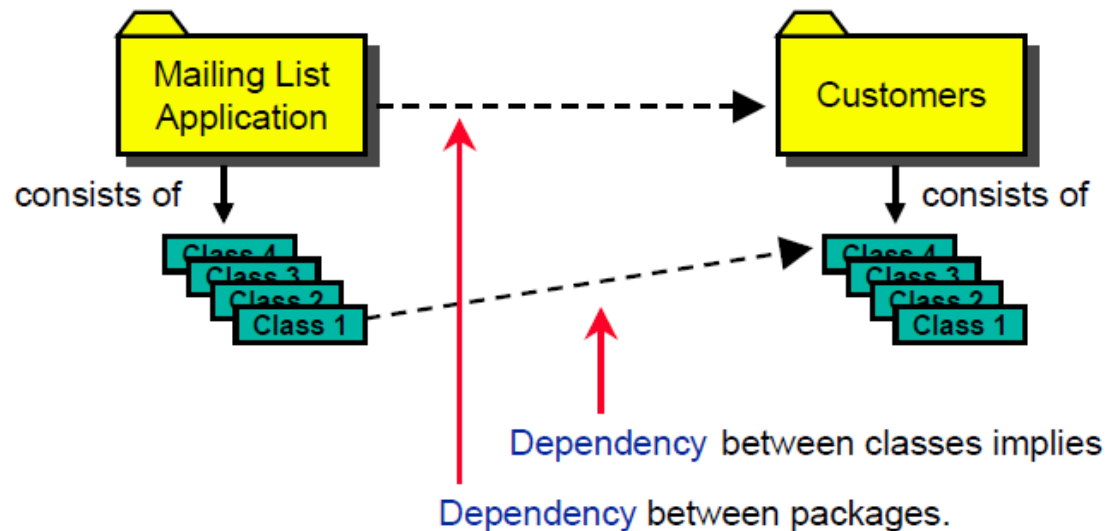 Mailing List
Application
Customers
consists of
consists of
Class 4
Class 3
Class 2
Class 1
Class 4
Class 3
Class 2
Class 1
Dependency between classes implies
Dependency between packages.